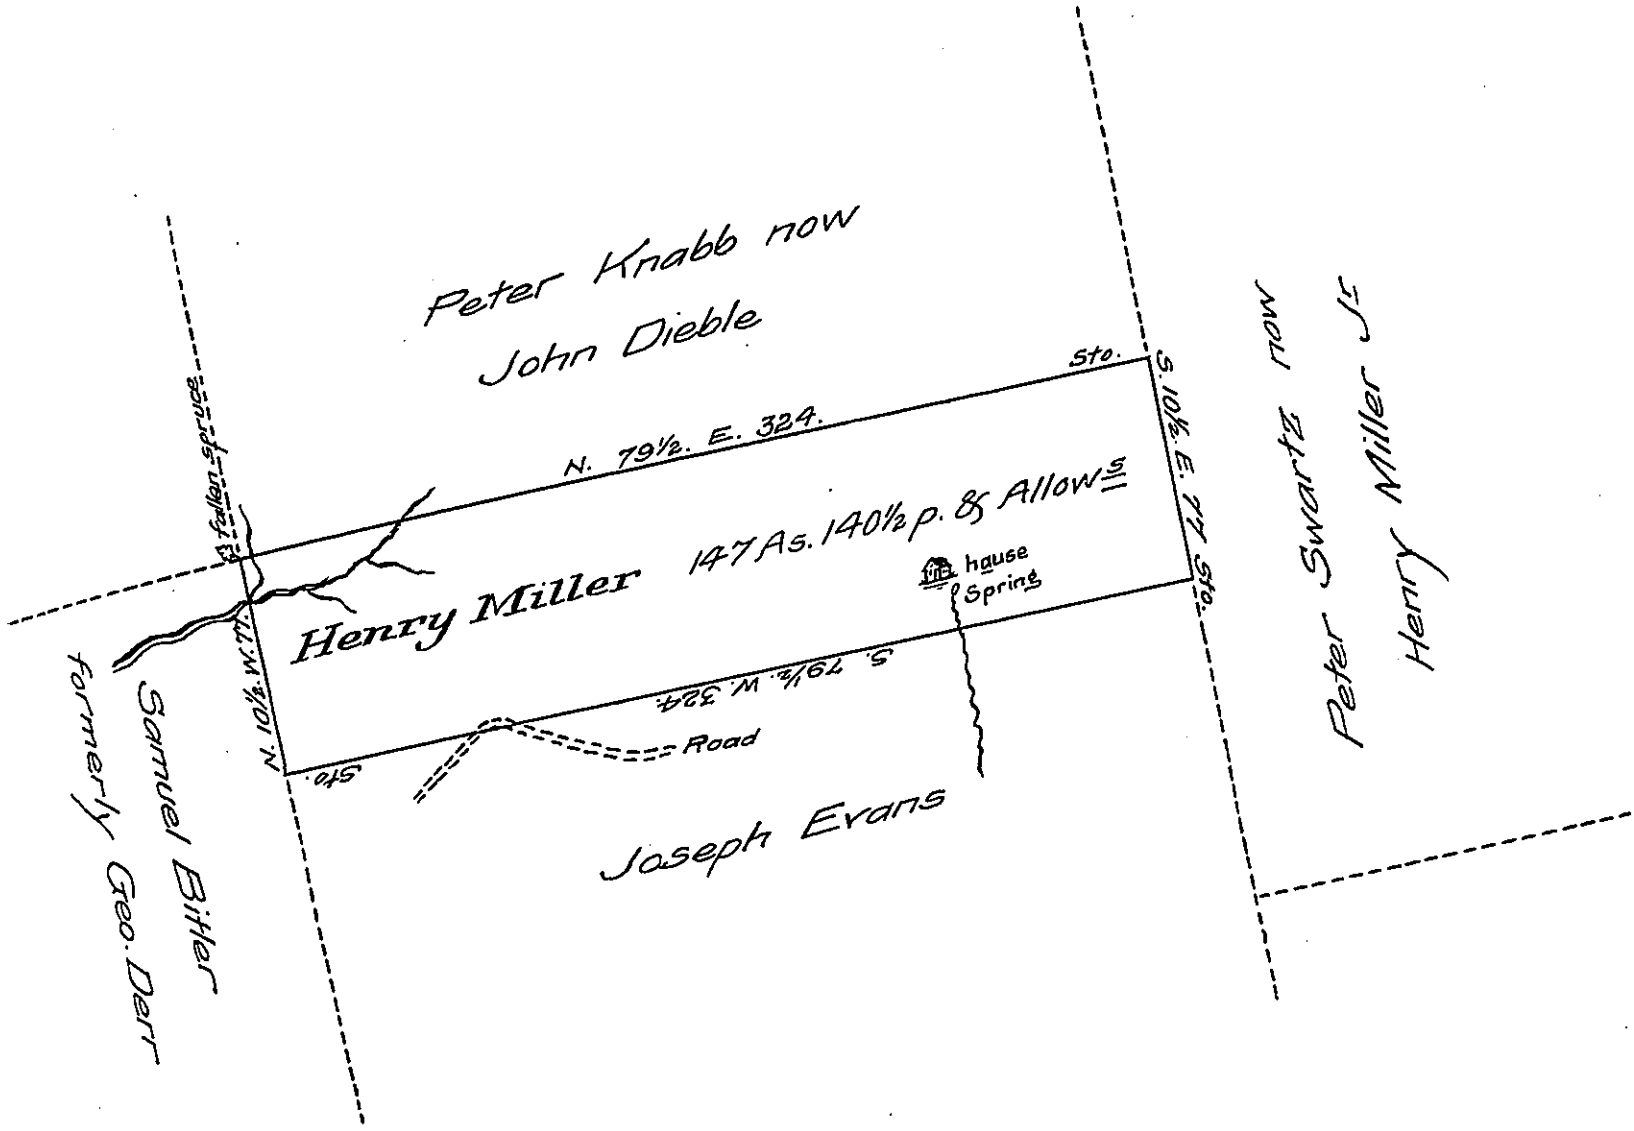 Peter Knabb now
John Dieble
Sto.
N. 79½. E. 324.
S. 10½. E. 77 Sto.
Peter Swartz now
Henry Miller Jr
fallen spruce
Henry Miller 147 As. 140½ p. & Allows
hause
Spring
S. 79½. W. 324.
N. 10½. W. 77.
Sto.
Road
Joseph Evans
Samuel Bitler
formerly Geo. Derr